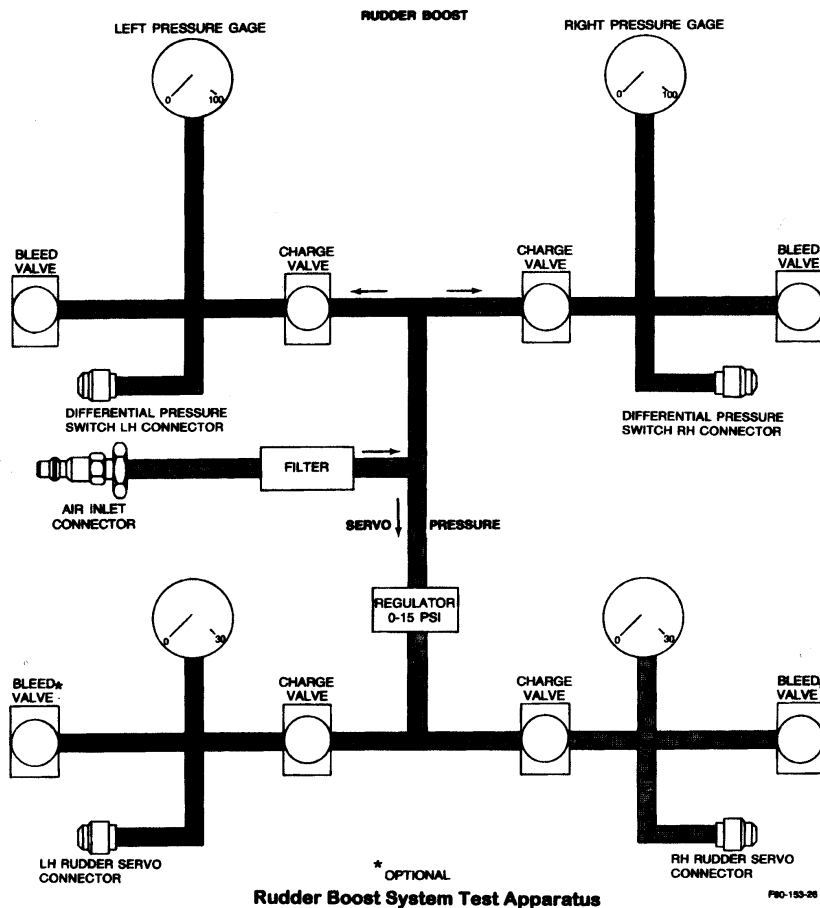 RUDDER BOOST
LEFT PRESSURE GAGE
RIGHT PRESSURE GAGE
0
100
0
100
BLEED
VALVE
CHARGE
VALVE
CHARGE
VALVE
BLEED
VALVE
DIFFERENTIAL PRESSURE
SWITCH LH CONNECTOR
DIFFERENTIAL PRESSURE
SWITCH RH CONNECTOR
FILTER
AIR INLET
CONNECTOR
SERVO PRESSURE
REGULATOR
0-15 PSI
0
30
0
30
BLEED*
VALVE
CHARGE
VALVE
CHARGE
VALVE
BLEED
VALVE
LH RUDDER SERVO
CONNECTOR
RH RUDDER SERVO
CONNECTOR
* OPTIONAL
Rudder Boost System Test Apparatus
F90-153-26